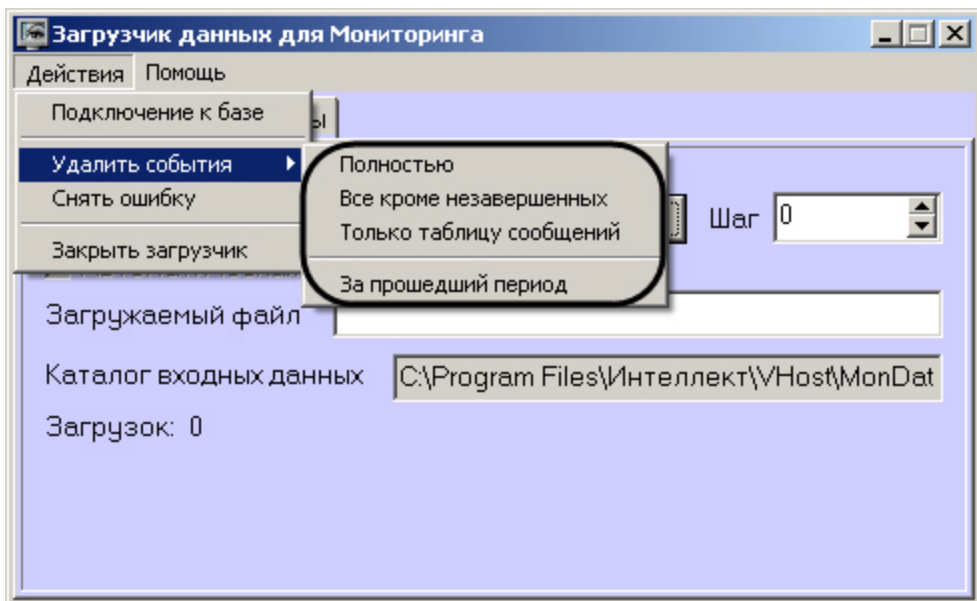 Загрузчик данных для Мониторинга
Действия Помощь
Подключение к базе
ы
Удалить события
Полностью
Снять ошибку
Все кроме незавершенных
Шаг 0
Только таблицу сообщений
Закрыть загрузчик
За прошедший период
Загружаемый файл
Каталог входных данных C:\Program Files\Интеллект\VHost\MonDat
Загрузок: 0